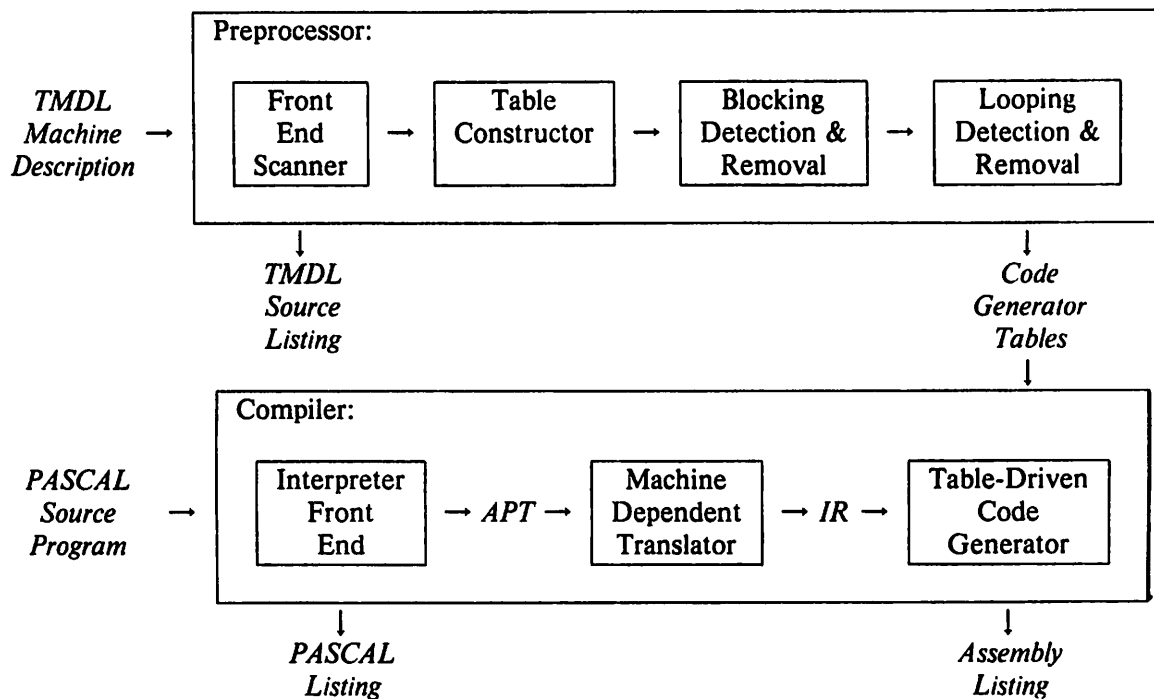 Preprocessor:
TMDL
Machine
Description
Front
End
Scanner
Table
Constructor
Blocking
Detection &
Removal
Looping
Detection &
Removal
TMDL
Source
Listing
Code
Generator
Tables
Compiler:
PASCAL
Source
Program
Interpreter
Front
End
APT
Machine
Dependent
Translator
IR
Table-Driven
Code
Generator
PASCAL
Listing
Assembly
Listing